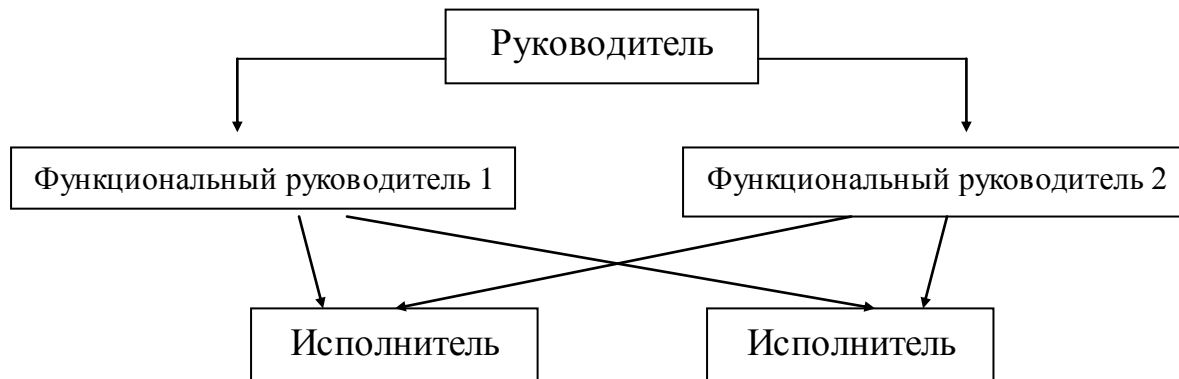 Руководитель
Функциональный руководитель 1
Функциональный руководитель 2
Исполнитель
Исполнитель